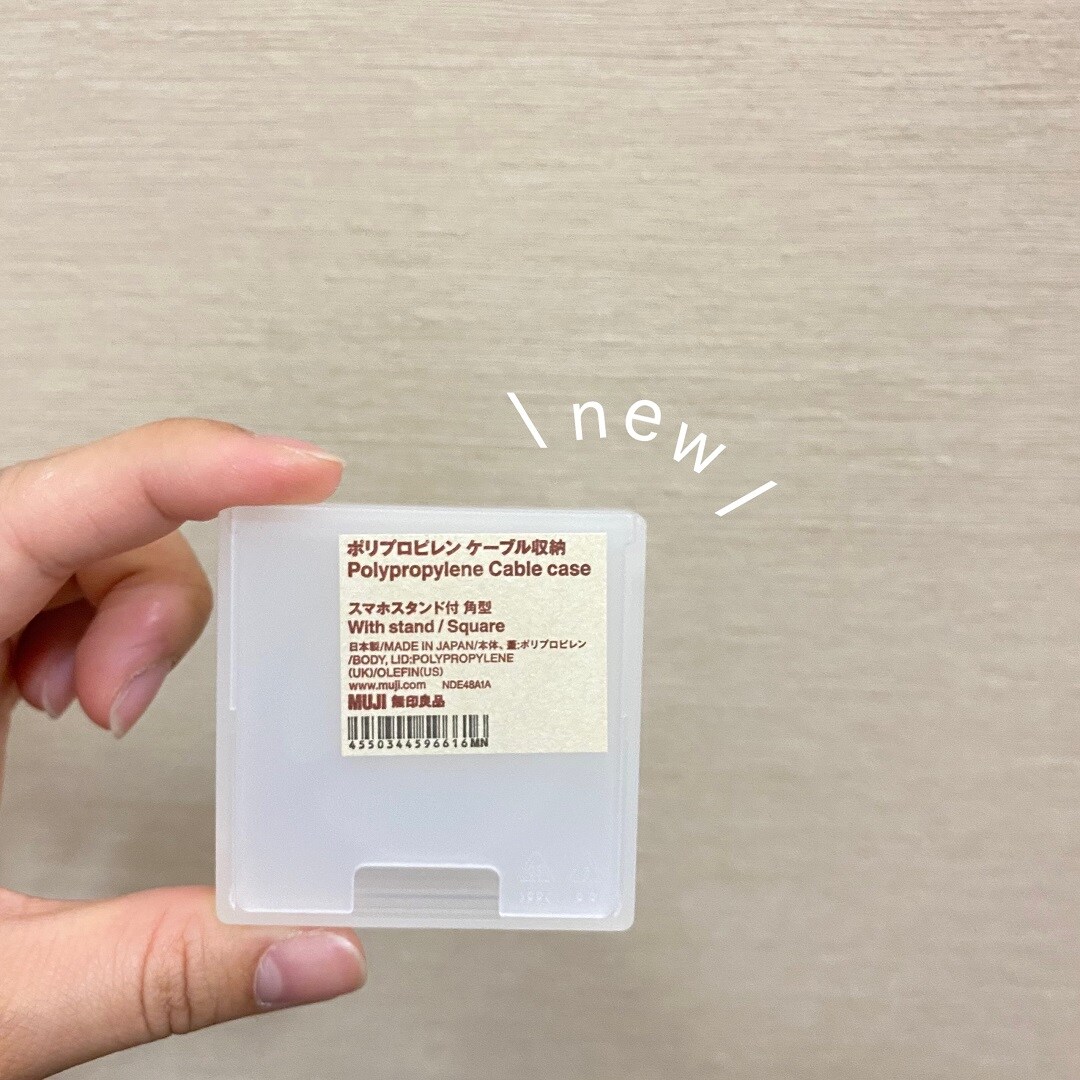 \new/
ポリプロピレン ケーブル収納
Polypropylene Cable case
スマホスタンド付 角型
With stand / Square
日本製/MADE IN JAPAN/本体、蓋:ポリプロピレン
/BODY, LID:POLYPROPYLENE
(UK)/OLEFIN(US)
www.muji.com NDE48A1A
MUJI 無印良品
4550344596616MN